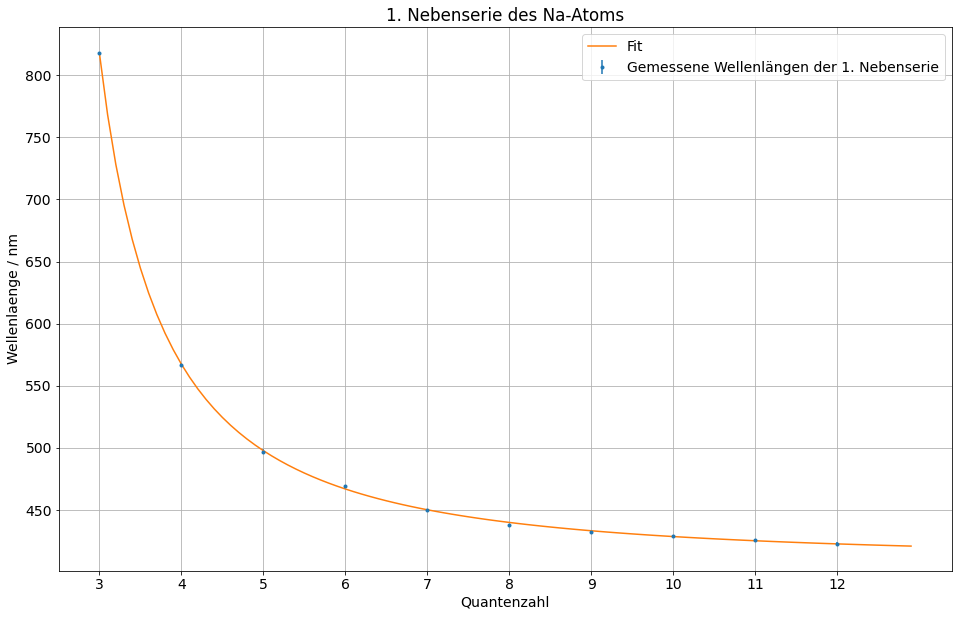 1. Nebenserie des Na-Atoms
Fit
Gemessene Wellenlängen der 1. Nebenserie
Wellenlaenge / nm
800
750
700
650
600
550
500
450
3 4 5 6 7 8 9 10 11 12
Quantenzahl